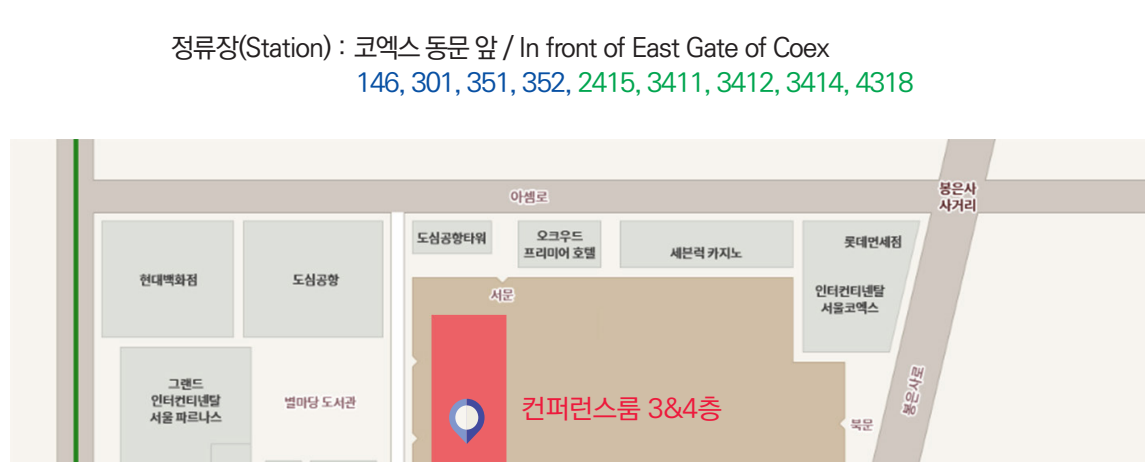 정류장(Station) : 코엑스 동문 앞 / In front of East Gate of Coex
146, 301, 351, 352, 2415, 3411, 3412, 3414, 4318
아셈로
봉은사
사거리
도심공항타워
오크우드
프리미어 호텔
세븐럭 카지노
롯데면세점
현대백화점
도심공항
서문
인터컨티넨탈
서울코엑스
그랜드
인터컨티넨탈
서울 파르나스
별마당 도서관
컨퍼런스룸 3&4층
봉은사로
북문